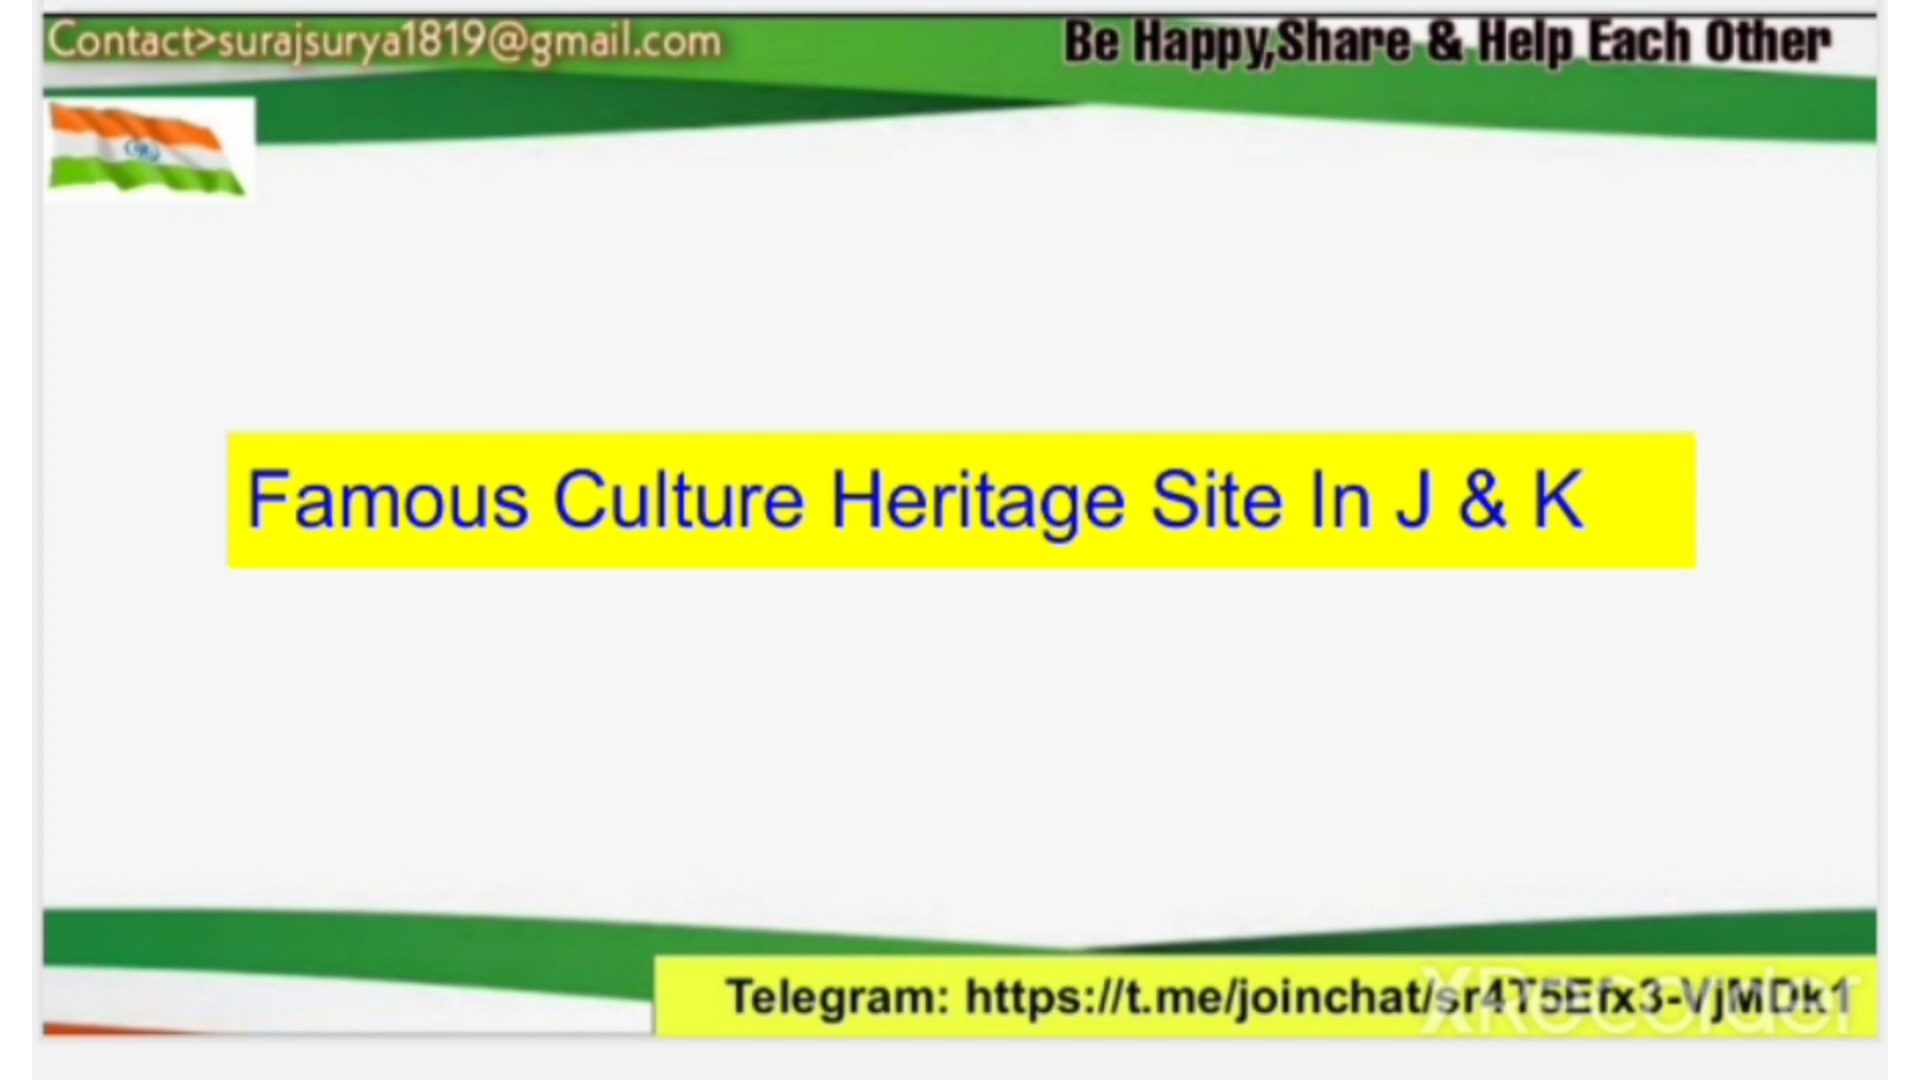 Contact>surajsurya1819@gmail.com
Be Happy,Share & Help Each Other
Famous Culture Heritage Site In J & K
Telegram: https://t.me/joinchat/sr4T5Efx3-VjMDk1
XRecorder